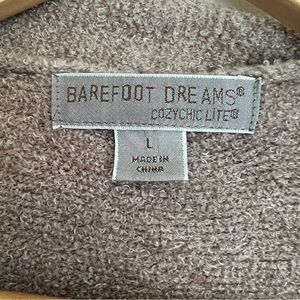 BAREFOOT DREAMS®
COZYCHIC LITE®
L
MADE IN
CHINA